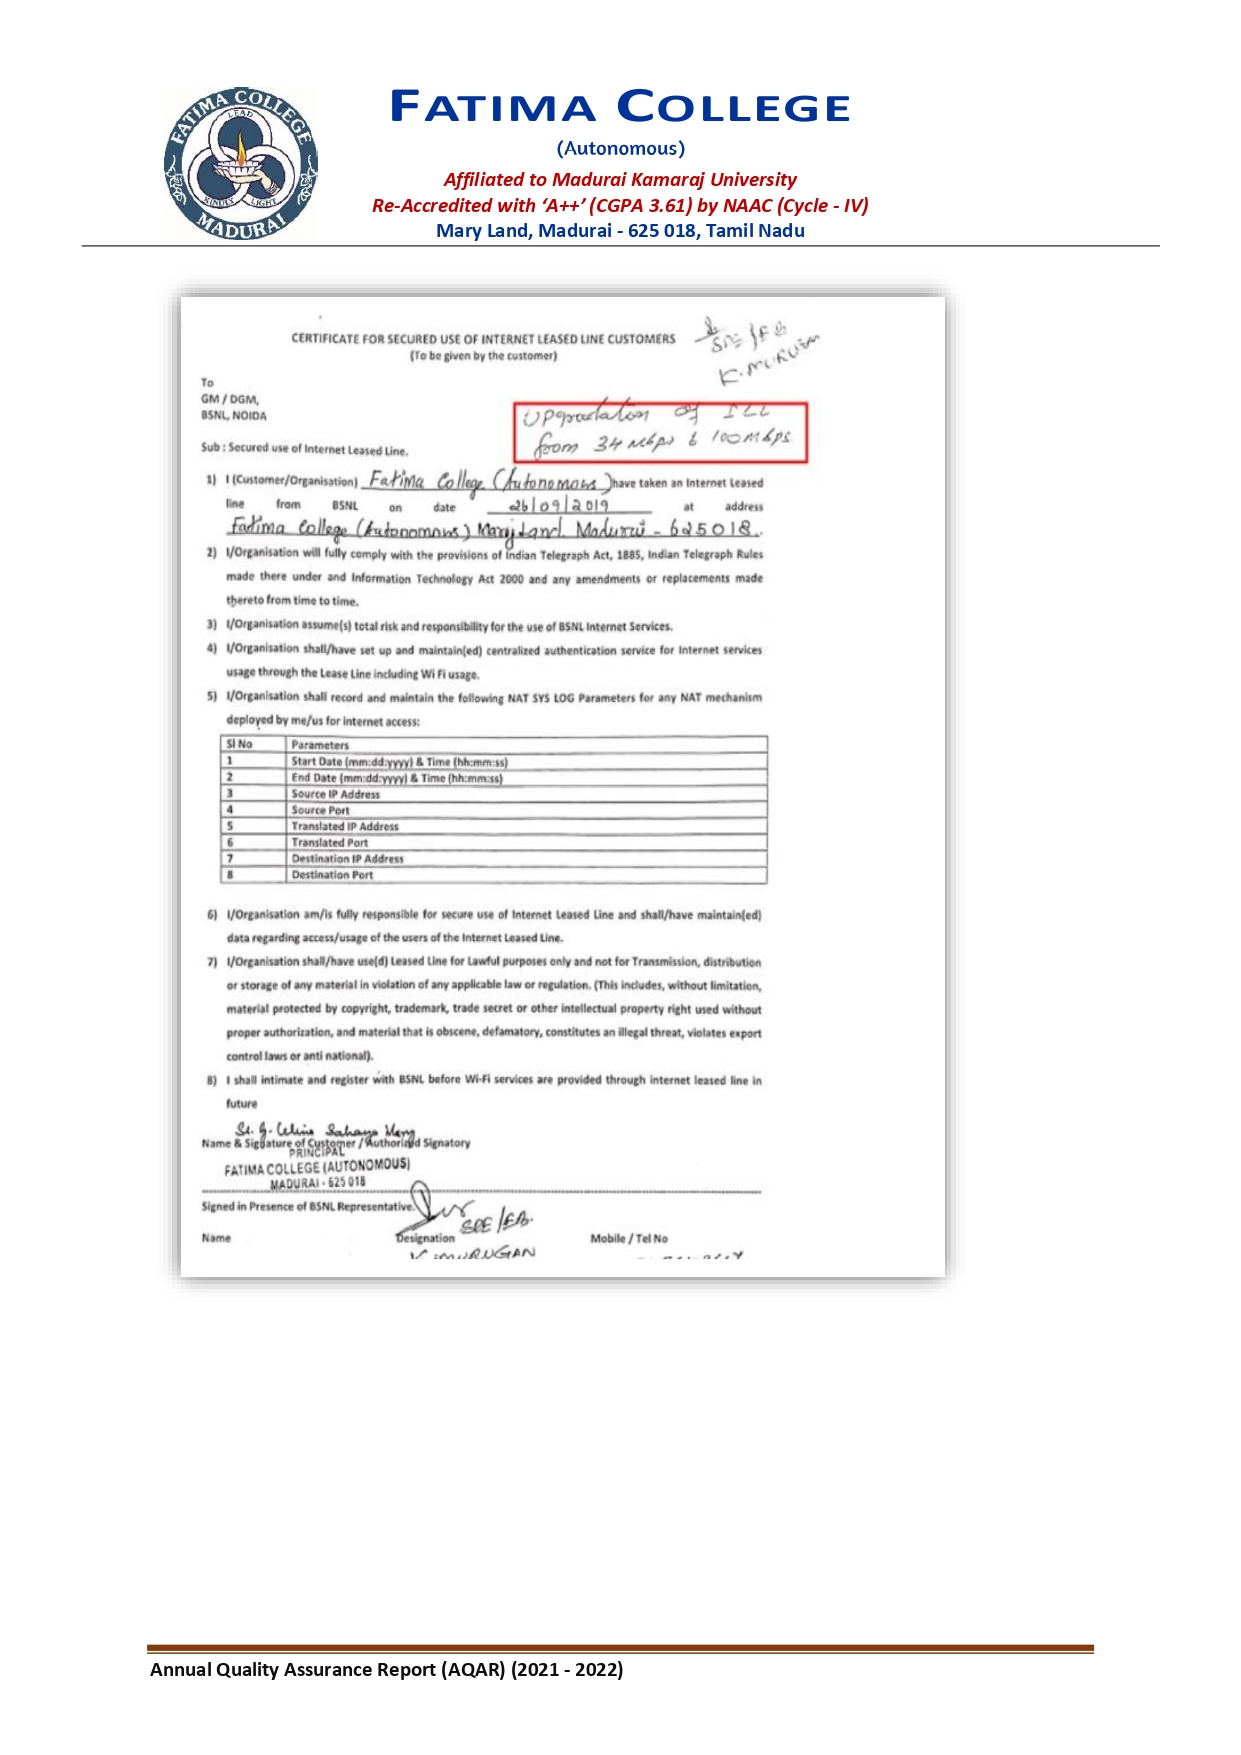 FATIMA COLLEGE
(Autonomous)
Affiliated to Madurai Kamaraj University
Re-Accredited with ‘A++’ (CGPA 3.61) by NAAC (Cycle - IV)
Mary Land, Madurai - 625 018, Tamil Nadu
FATIMA COLLEGE
LEAD
KINDLY LIGHT
MADURAI
CERTIFICATE FOR SECURED USE OF INTERNET LEASED LINE CUSTOMERS
(To be given by the customer)
K. MURUGAN
To
GM / DGM,
BSNL, NOIDA
Upgradation of ILL
from 34 Mbps to 100 Mbps
Sub : Secured use of Internet Leased Line.
1) I (Customer/Organisation) Fatima College (Autonomous) have taken an Internet Leased
line from BSNL on date 26/09/2019 at address
Fatima College (Autonomous) Mary Land. Madurai - 625018.
2) I/Organisation will fully comply with the provisions of Indian Telegraph Act, 1885, Indian Telegraph Rules
made there under and Information Technology Act 2000 and any amendments or replacements made
thereto from time to time.
3) I/Organisation assume(s) total risk and responsibility for the use of BSNL Internet Services.
4) I/Organisation shall/have set up and maintain(ed) centralized authentication service for Internet services
usage through the Lease Line including Wi Fi usage.
5) I/Organisation shall record and maintain the following NAT SYS LOG Parameters for any NAT mechanism
deployed by me/us for internet access:
Sl No Parameters
1 Start Date (mm:dd:yyyy) & Time (hh:mm:ss)
2 End Date (mm:dd:yyyy) & Time (hh:mm:ss)
3 Source IP Address
4 Source Port
5 Translated IP Address
6 Translated Port
7 Destination IP Address
8 Destination Port
6) I/Organisation am/is fully responsible for secure use of Internet Leased Line and shall/have maintain(ed)
data regarding access/usage of the users of the Internet Leased Line.
7) I/Organisation shall/have use(d) Leased Line for Lawful purposes only and not for Transmission, distribution
or storage of any material in violation of any applicable law or regulation. (This includes, without limitation,
material protected by copyright, trademark, trade secret or other intellectual property right used without
proper authorization, and material that is obscene, defamatory, constitutes an illegal threat, violates export
control laws or anti national).
8) I shall intimate and register with BSNL before Wi-Fi services are provided through internet leased line in
future
Sr. G. Celine Sahaya Mary
Name & Signature of Customer / Authorized Signatory
PRINCIPAL
FATIMA COLLEGE (AUTONOMOUS)
MADURAI - 625 018
Signed in Presence of BSNL Representative.
Name Designation Mobile / Tel No
K. MURUGAN
Annual Quality Assurance Report (AQAR) (2021 - 2022)